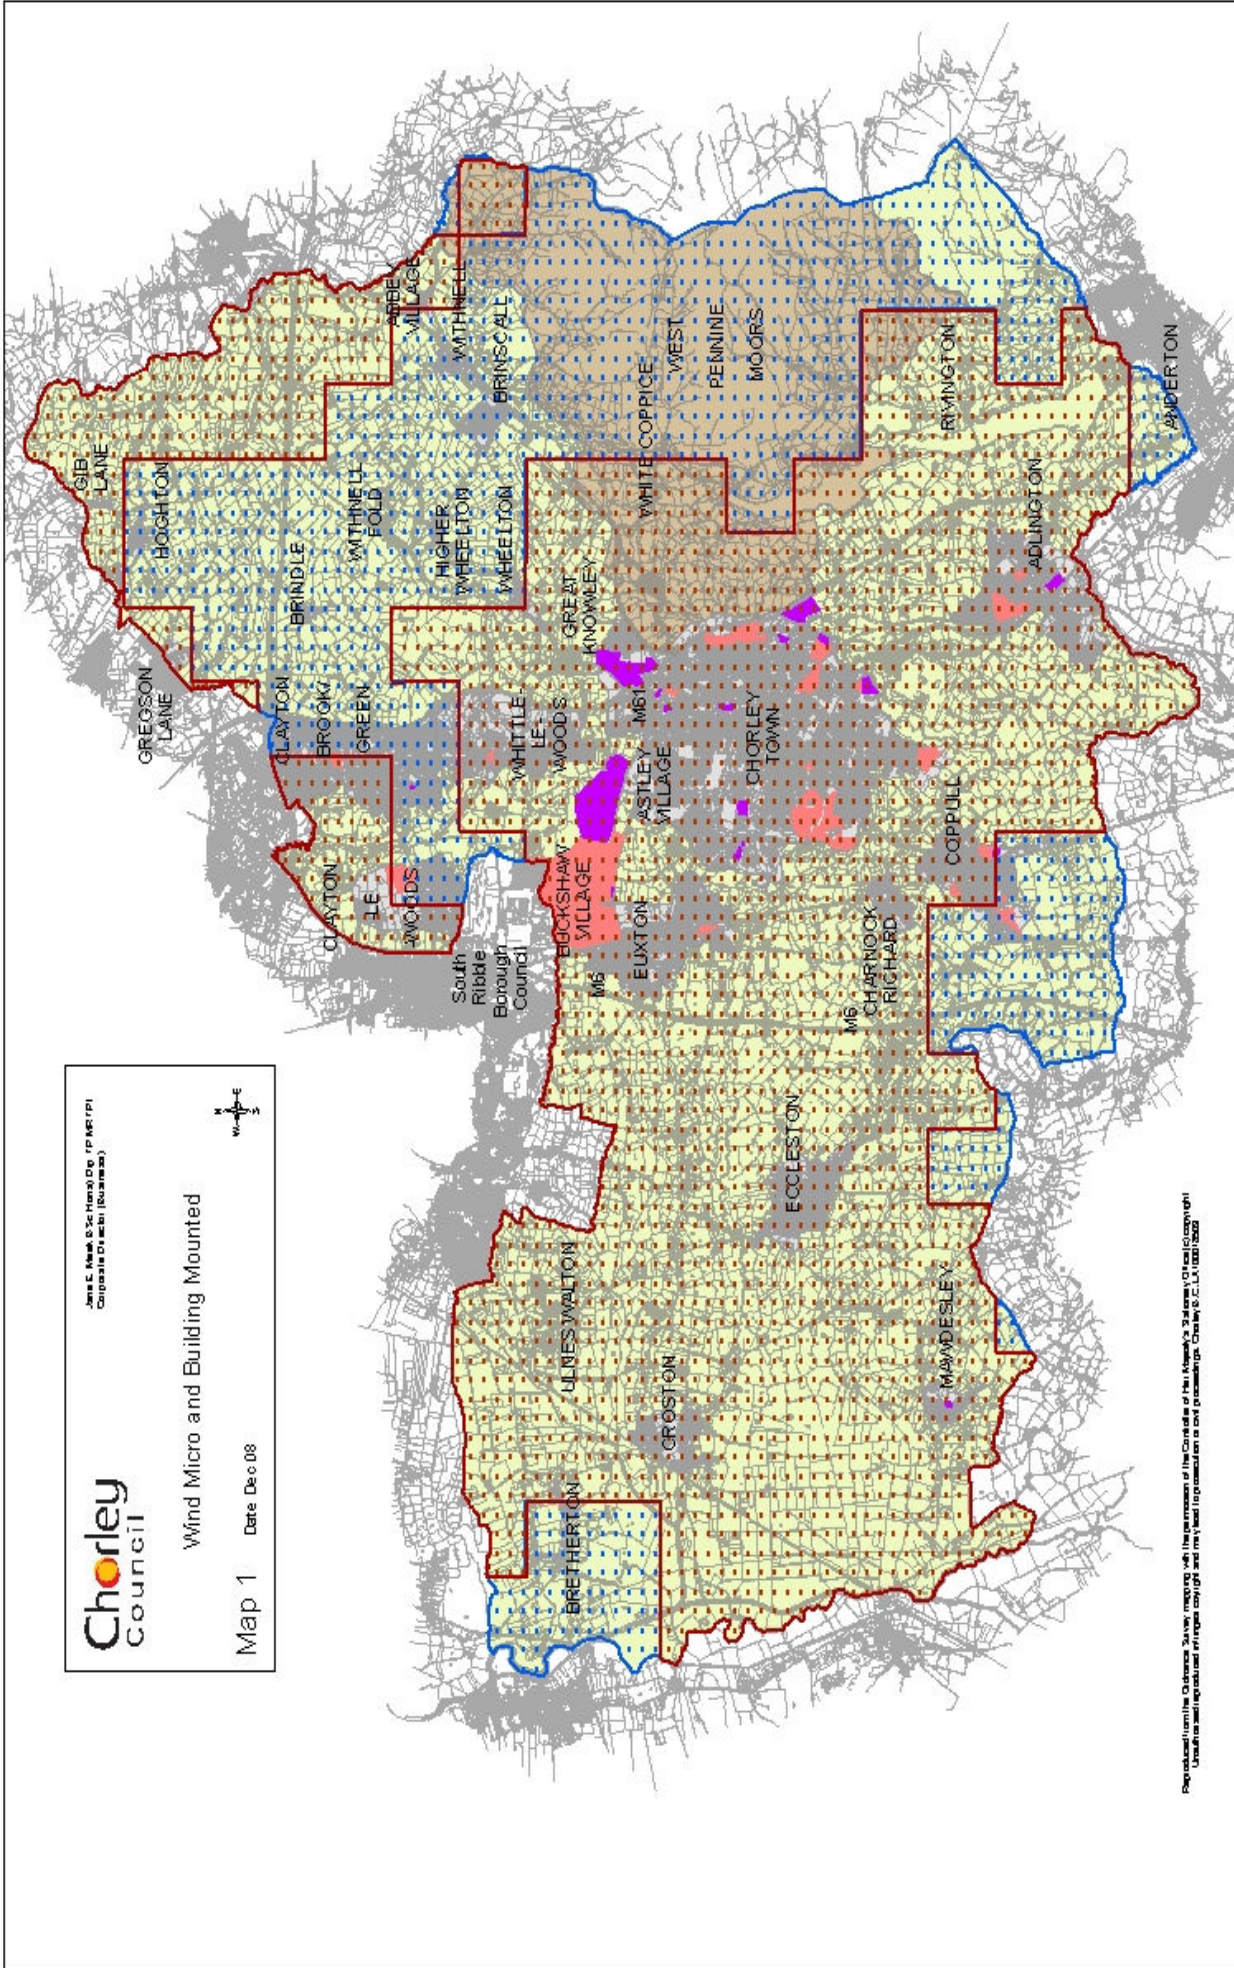 Chorley
Council
Wind Micro and Building Mounted
Map 1 Date Dec 08
Corporate Director (Business)
N
W
E
S
GIB
LANE
HOGHTON
GREGSON
LANE
BRINDLE
ABBEY
VILLAGE
WITHNELL
BRINSCALL
WITHNELL
FOLD
HIGHER
WHEELTON
WHEELTON
CLAYTON
BROOK/
GREEN
CLAYTON
LE
WOODS
South
Ribble
Borough
Council
WHITTLE-
LE-
WOODS
GREAT
KNOWLEY
WHITE COPPICE
WEST
PENNINE
MOORS
BUCKSHAW
VILLAGE
M6
EUXTON
ASTLEY
VILLAGE
M61
CHORLEY
TOWN
ULNES WALTON
BRETHERTON
CROSTON
ECCLESTON
M6
CHARNOCK
RICHARD
COPPULL
MAWDESLEY
RIVINGTON
ADLINGTON
ANDERTON